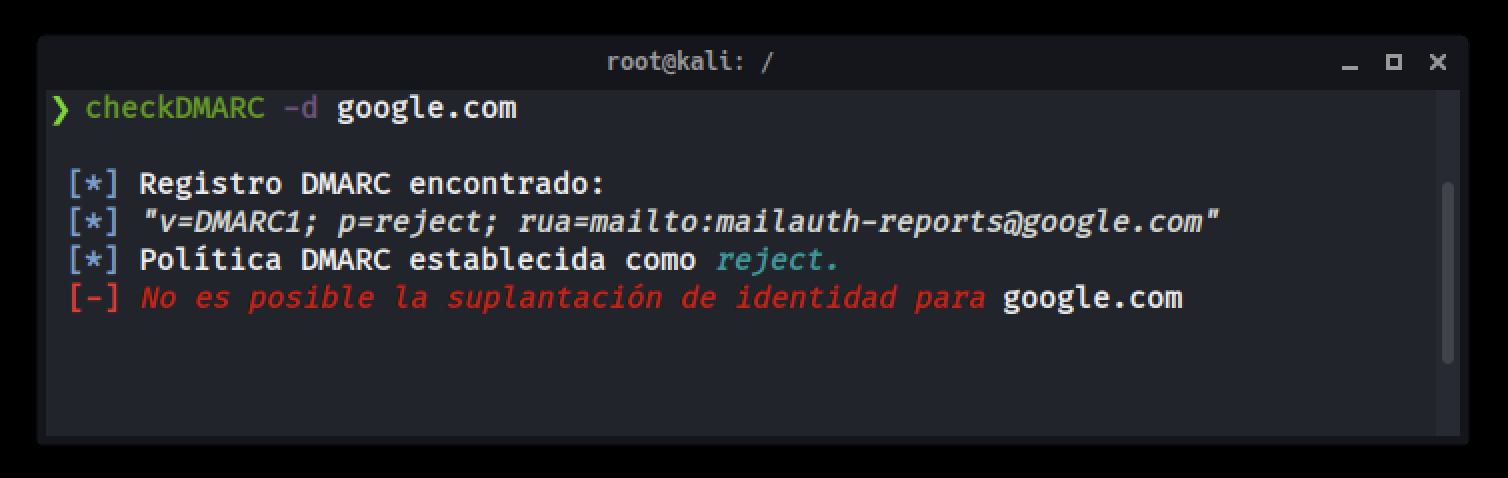 root@kali: /
❯ checkDMARC -d google.com
[*] Registro DMARC encontrado:
[*] "v=DMARC1; p=reject; rua=mailto:mailauth-reports@google.com"
[*] Política DMARC establecida como reject.
[-] No es posible la suplantación de identidad para google.com